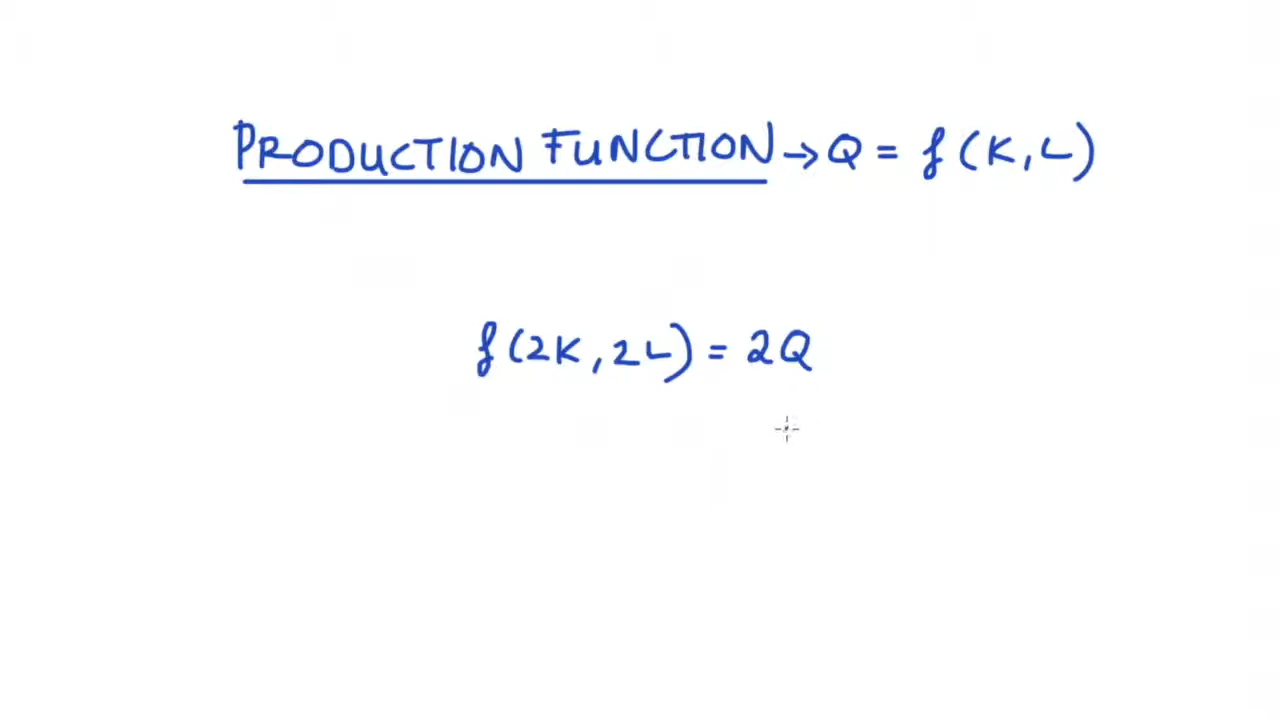 PRODUCTION FUNCTION → Q = f(K, L)
f(2K, 2L) = 2Q